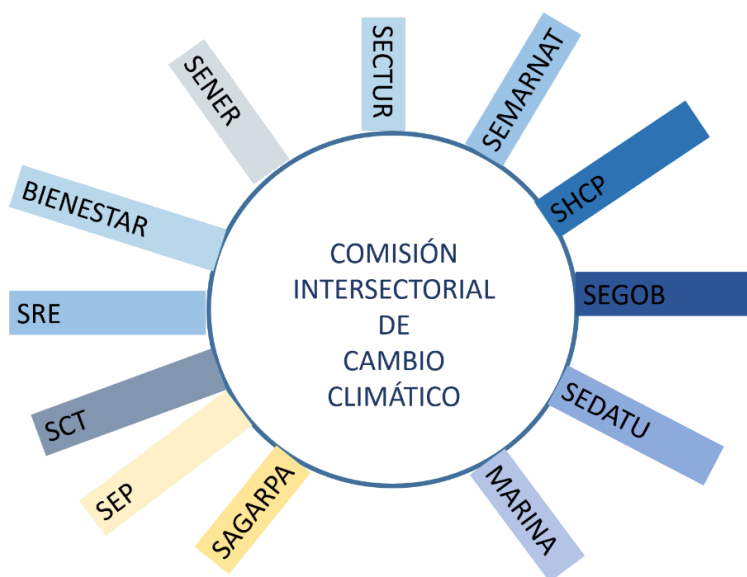 SECTUR
SEMARNAT
SHCP
SEGOB
SEDATU
MARINA
SAGARPA
SEP
SCT
SRE
BIENESTAR
SENER
COMISIÓN
INTERSECTORIAL
DE
CAMBIO
CLIMÁTICO